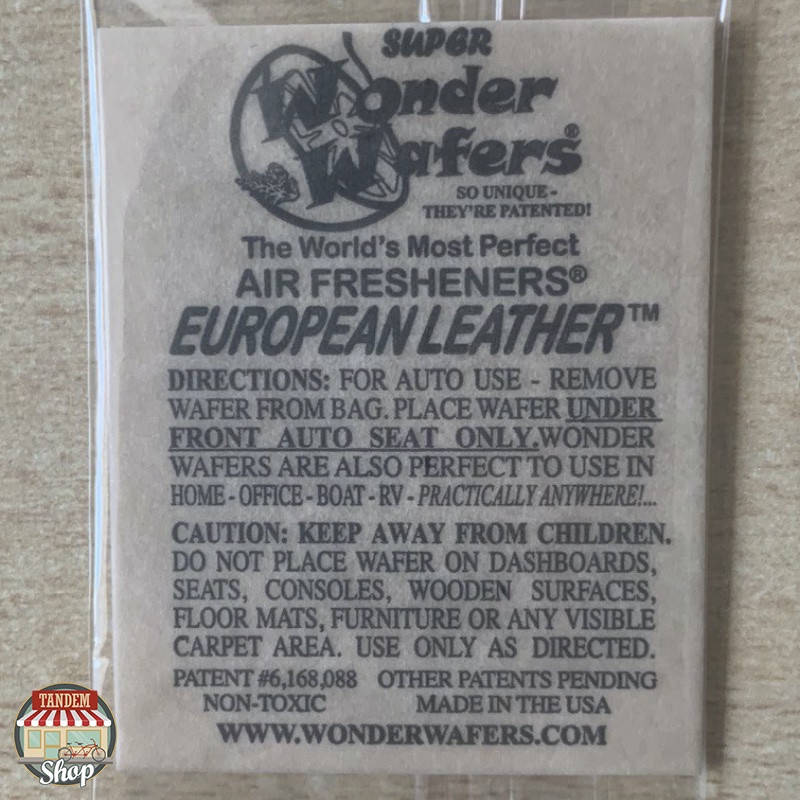 SUPER
Wonder
Wafers®
SO UNIQUE -
THEY'RE PATENTED!
The World's Most Perfect
AIR FRESHENERS®
EUROPEAN LEATHER™
DIRECTIONS: FOR AUTO USE - REMOVE
WAFER FROM BAG. PLACE WAFER UNDER
FRONT AUTO SEAT ONLY. WONDER
WAFERS ARE ALSO PERFECT TO USE IN
HOME - OFFICE - BOAT - RV - PRACTICALLY ANYWHERE!...
CAUTION: KEEP AWAY FROM CHILDREN.
DO NOT PLACE WAFER ON DASHBOARDS,
SEATS, CONSOLES, WOODEN SURFACES,
FLOOR MATS, FURNITURE OR ANY VISIBLE
CARPET AREA. USE ONLY AS DIRECTED.
PATENT #6,168,088 OTHER PATENTS PENDING
NON-TOXIC MADE IN THE USA
WWW.WONDERWAFERS.COM
TANDEM
Shop